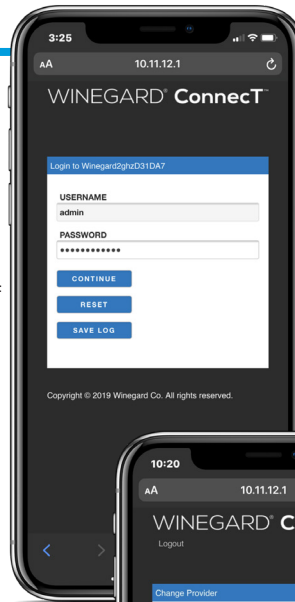 3:25
AA 10.11.12.1
WINEGARD® ConnecT™
Login to Winegard2ghzD31DA7
USERNAME
admin
PASSWORD
••••••••••••
CONTINUE
RESET
SAVE LOG
Copyright © 2019 Winegard Co. All rights reserved.
10:20
AA 10.11.12.1
WINEGARD® C
Logout
Change Provider